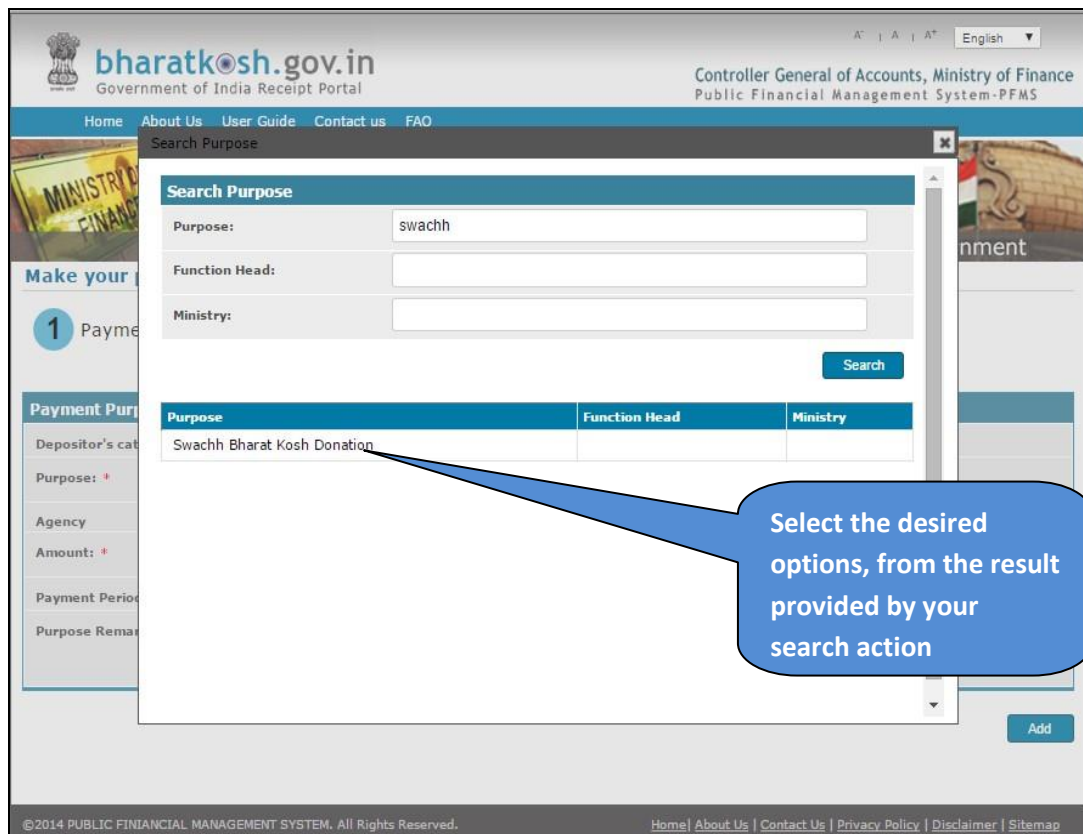 A- | A | A+ English ▼
bharatkosh.gov.in
Government of India Receipt Portal
Controller General of Accounts, Ministry of Finance
Public Financial Management System-PFMS
Home About Us User Guide Contact us FAQ
Search Purpose
MINISTRY O
FINANCE
nment
Search Purpose
Purpose: swachh
Function Head:
Ministry:
Search
Make your p
1 Payme
Purpose Function Head Ministry
Swachh Bharat Kosh Donation
Payment Purp
Depositor's cat
Purpose: *
Agency
Amount: *
Payment Period
Purpose Remar
Select the desired
options, from the result
provided by your
search action
Add
©2014 PUBLIC FINIANCIAL MANAGEMENT SYSTEM. All Rights Reserved.
Home| About Us | Contact Us | Privacy Policy | Disclaimer | Sitemap